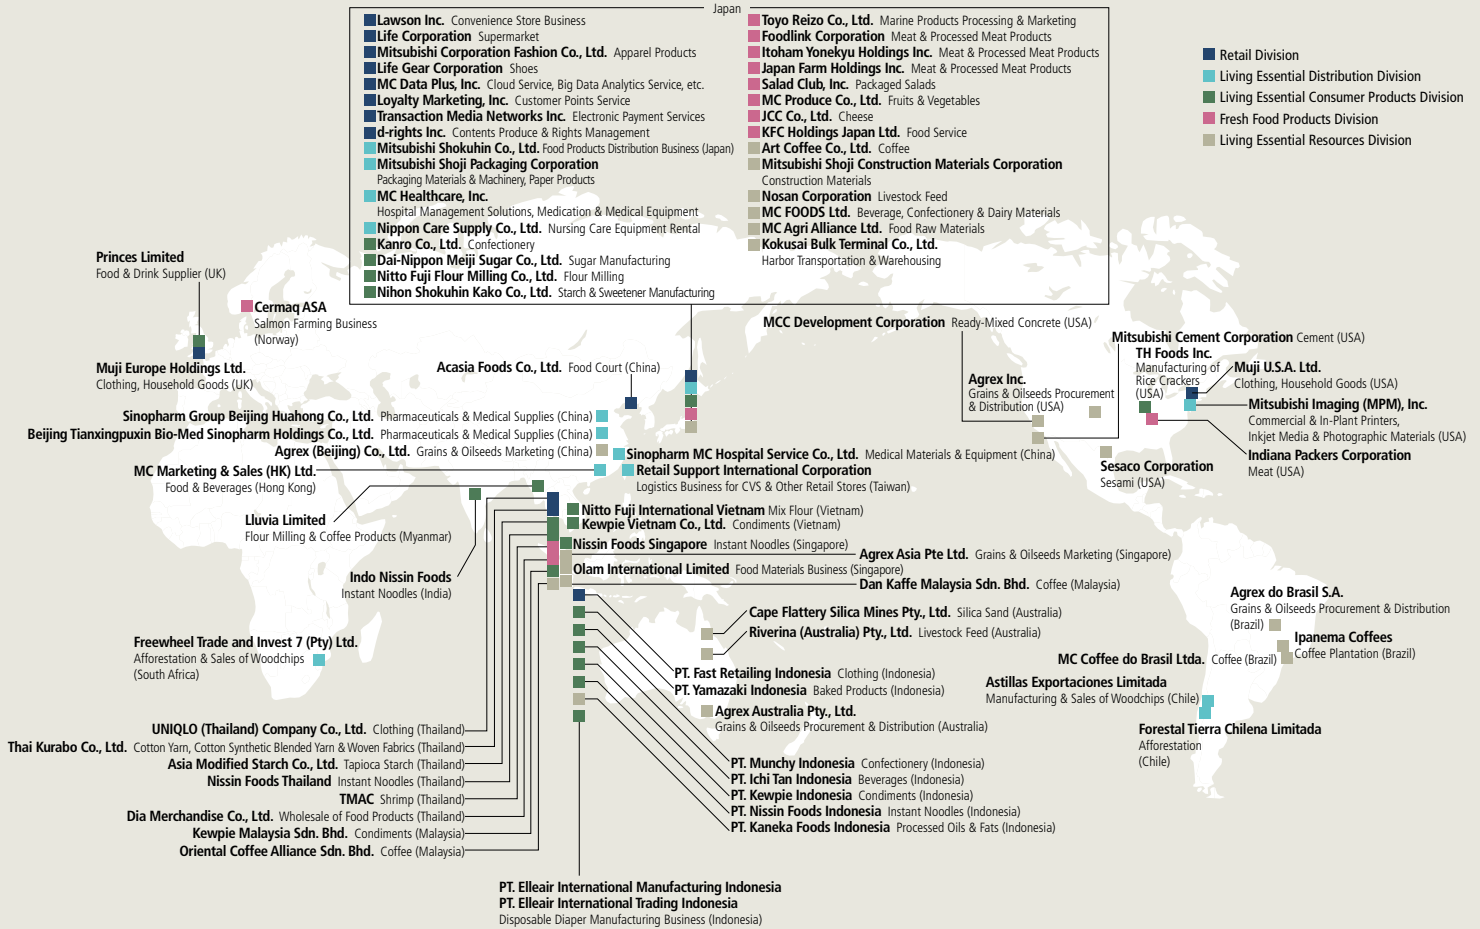 Japan
Lawson Inc. Convenience Store Business
Life Corporation Supermarket
Mitsubishi Corporation Fashion Co., Ltd. Apparel Products
Life Gear Corporation Shoes
MC Data Plus, Inc. Cloud Service, Big Data Analytics Service, etc.
Loyalty Marketing, Inc. Customer Points Service
Transaction Media Networks Inc. Electronic Payment Services
d-rights Inc. Contents Produce & Rights Management
Mitsubishi Shokuhin Co., Ltd. Food Products Distribution Business (Japan)
Mitsubishi Shoji Packaging Corporation
Packaging Materials & Machinery, Paper Products
MC Healthcare, Inc.
Hospital Management Solutions, Medication & Medical Equipment
Nippon Care Supply Co., Ltd. Nursing Care Equipment Rental
Kanro Co., Ltd. Confectionery
Dai-Nippon Meiji Sugar Co., Ltd. Sugar Manufacturing
Nitto Fuji Flour Milling Co., Ltd. Flour Milling
Nihon Shokuhin Kako Co., Ltd. Starch & Sweetener Manufacturing
Toyo Reizo Co., Ltd. Marine Products Processing & Marketing
Foodlink Corporation Meat & Processed Meat Products
Itoham Yonekyu Holdings Inc. Meat & Processed Meat Products
Japan Farm Holdings Inc. Meat & Processed Meat Products
Salad Club, Inc. Packaged Salads
MC Produce Co., Ltd. Fruits & Vegetables
JCC Co., Ltd. Cheese
KFC Holdings Japan Ltd. Food Service
Art Coffee Co., Ltd. Coffee
Mitsubishi Shoji Construction Materials Corporation
Construction Materials
Nosan Corporation Livestock Feed
MC FOODS Ltd. Beverage, Confectionery & Dairy Materials
MC Agri Alliance Ltd. Food Raw Materials
Kokusai Bulk Terminal Co., Ltd.
Harbor Transportation & Warehousing
Retail Division
Living Essential Distribution Division
Living Essential Consumer Products Division
Fresh Food Products Division
Living Essential Resources Division
Princes Limited
Food & Drink Supplier (UK)
Cermaq ASA
Salmon Farming Business
(Norway)
Muji Europe Holdings Ltd.
Clothing, Household Goods (UK)
Acasia Foods Co., Ltd. Food Court (China)
Sinopharm Group Beijing Huahong Co., Ltd. Pharmaceuticals & Medical Supplies (China)
Beijing Tianxingpuxin Bio-Med Sinopharm Holdings Co., Ltd. Pharmaceuticals & Medical Supplies (China)
Agrex (Beijing) Co., Ltd. Grains & Oilseeds Marketing (China)
Sinopharm MC Hospital Service Co., Ltd. Medical Materials & Equipment (China)
MC Marketing & Sales (HK) Ltd.
Food & Beverages (Hong Kong)
Retail Support International Corporation
Logistics Business for CVS & Other Retail Stores (Taiwan)
Lluvia Limited
Flour Milling & Coffee Products (Myanmar)
Indo Nissin Foods
Instant Noodles (India)
Freewheel Trade and Invest 7 (Pty) Ltd.
Afforestation & Sales of Woodchips
(South Africa)
Nitto Fuji International Vietnam Mix Flour (Vietnam)
Kewpie Vietnam Co., Ltd. Condiments (Vietnam)
Nissin Foods Singapore Instant Noodles (Singapore)
Agrex Asia Pte Ltd. Grains & Oilseeds Marketing (Singapore)
Olam International Limited Food Materials Business (Singapore)
Dan Kaffe Malaysia Sdn. Bhd. Coffee (Malaysia)
Cape Flattery Silica Mines Pty., Ltd. Silica Sand (Australia)
Riverina (Australia) Pty., Ltd. Livestock Feed (Australia)
PT. Fast Retailing Indonesia Clothing (Indonesia)
PT. Yamazaki Indonesia Baked Products (Indonesia)
Agrex Australia Pty., Ltd.
Grains & Oilseeds Procurement & Distribution (Australia)
PT. Munchy Indonesia Confectionery (Indonesia)
PT. Ichi Tan Indonesia Beverages (Indonesia)
PT. Kewpie Indonesia Condiments (Indonesia)
PT. Nissin Foods Indonesia Instant Noodles (Indonesia)
PT. Kaneka Foods Indonesia Processed Oils & Fats (Indonesia)
UNIQLO (Thailand) Company Co., Ltd. Clothing (Thailand)
Thai Kurabo Co., Ltd. Cotton Yarn, Cotton Synthetic Blended Yarn & Woven Fabrics (Thailand)
Asia Modified Starch Co., Ltd. Tapioca Starch (Thailand)
Nissin Foods Thailand Instant Noodles (Thailand)
TMAC Shrimp (Thailand)
Dia Merchandise Co., Ltd. Wholesale of Food Products (Thailand)
Kewpie Malaysia Sdn. Bhd. Condiments (Malaysia)
Oriental Coffee Alliance Sdn. Bhd. Coffee (Malaysia)
PT. Elleair International Manufacturing Indonesia
PT. Elleair International Trading Indonesia
Disposable Diaper Manufacturing Business (Indonesia)
MCC Development Corporation Ready-Mixed Concrete (USA)
Mitsubishi Cement Corporation Cement (USA)
TH Foods Inc.
Manufacturing of
Rice Crackers
(USA)
Agrex Inc.
Grains & Oilseeds Procurement
& Distribution (USA)
Muji U.S.A. Ltd.
Clothing, Household Goods (USA)
Mitsubishi Imaging (MPM), Inc.
Commercial & In-Plant Printers,
Inkjet Media & Photographic Materials (USA)
Indiana Packers Corporation
Meat (USA)
Sesaco Corporation
Sesami (USA)
Agrex do Brasil S.A.
Grains & Oilseeds Procurement & Distribution
(Brazil)
Ipanema Coffees
Coffee Plantation (Brazil)
MC Coffee do Brasil Ltda. Coffee (Brazil)
Astillas Exportaciones Limitada
Manufacturing & Sales of Woodchips (Chile)
Forestal Tierra Chilena Limitada
Afforestation
(Chile)